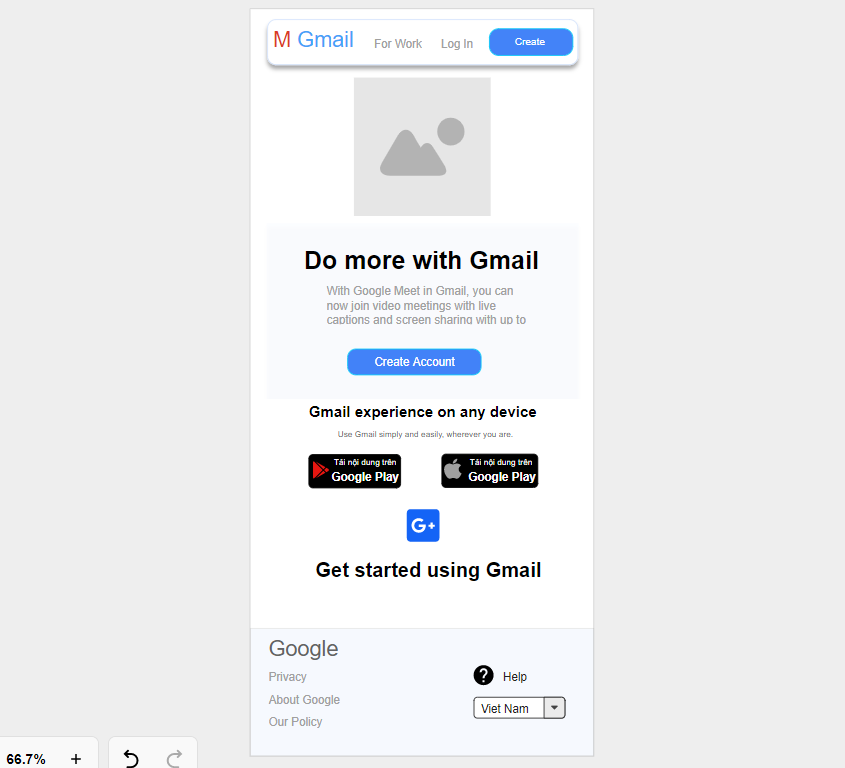 M Gmail
For Work
Log In
Create
Do more with Gmail
With Google Meet in Gmail, you can
now join video meetings with live
captions and screen sharing with up to
Create Account
Gmail experience on any device
Use Gmail simply and easily, wherever you are.
Tải nội dung trên
Google Play
Tải nội dung trên
Google Play
G+
Get started using Gmail
Google
Privacy
About Google
Our Policy
? Help
Viet Nam
66.7% +